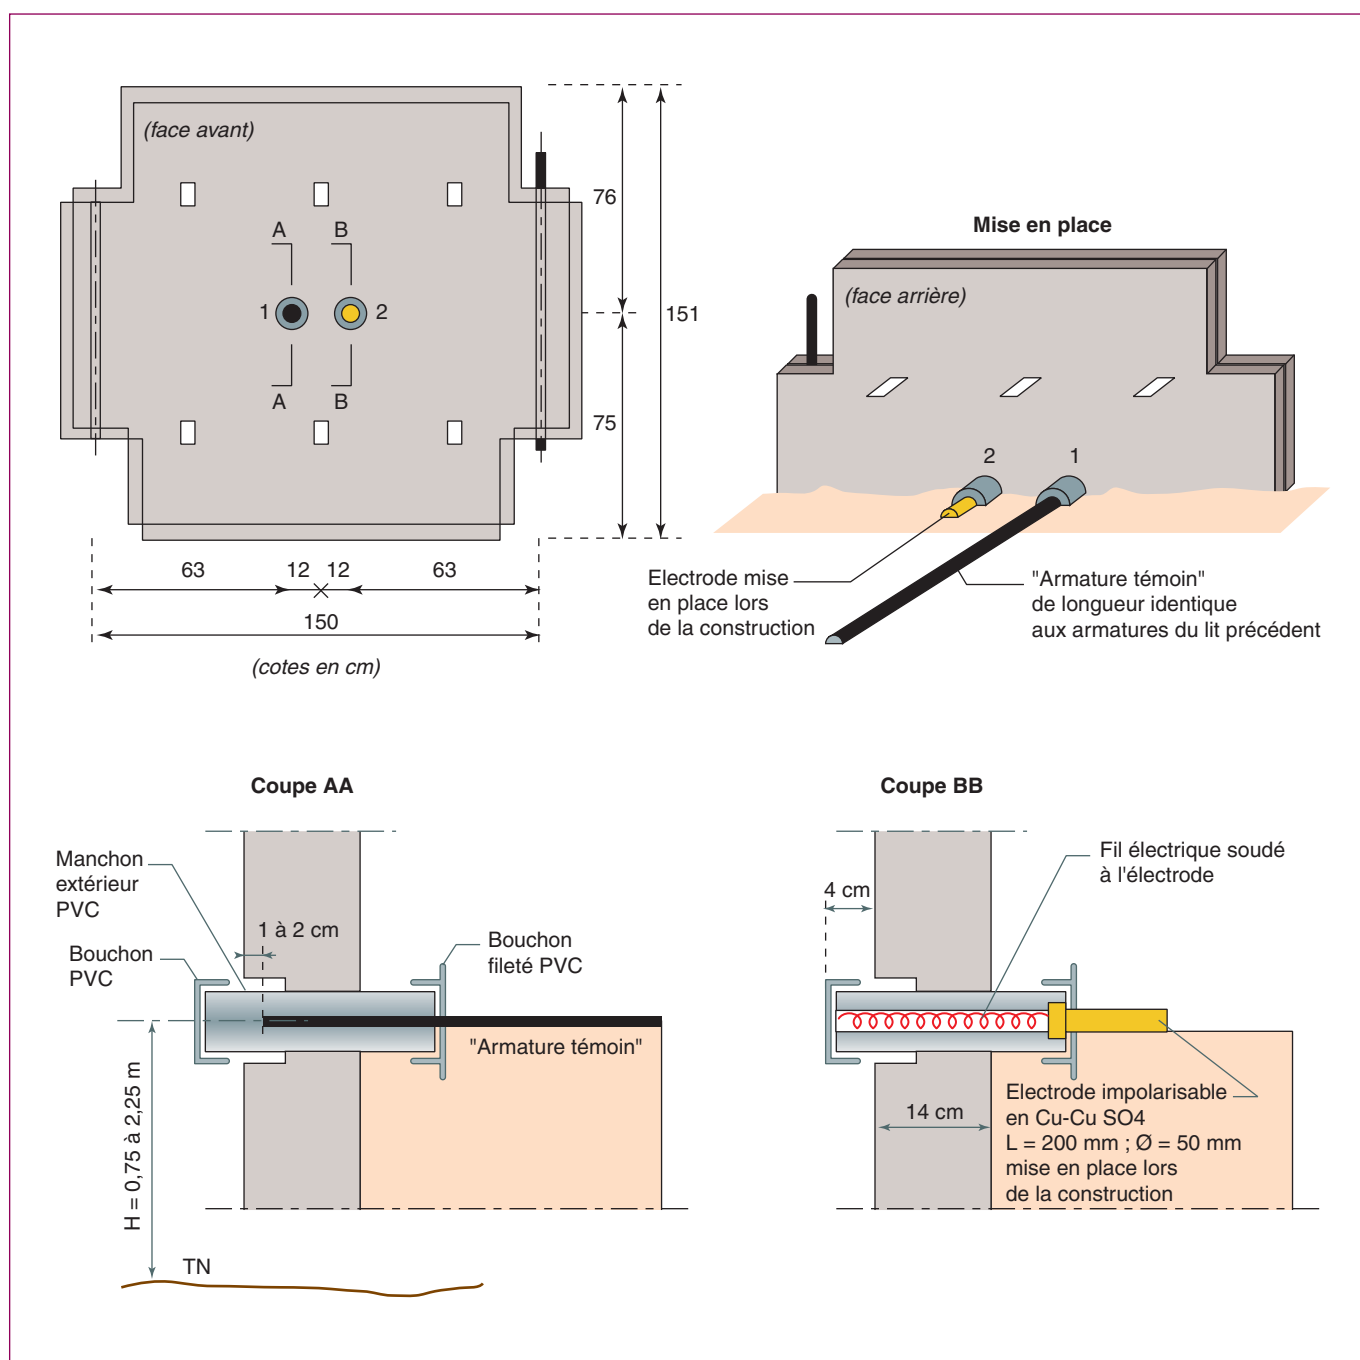 (face avant)
76
A
B
1
2
151
A
B
75
63
12
12
63
150
(cotes en cm)
Mise en place
(face arrière)
2
1
Electrode mise
en place lors
de la construction
"Armature témoin"
de longueur identique
aux armatures du lit précédent
Coupe AA
Manchon
extérieur
PVC
1 à 2 cm
Bouchon
PVC
Bouchon
fileté PVC
"Armature témoin"
H = 0,75 à 2,25 m
TN
Coupe BB
Fil électrique soudé
à l'électrode
4 cm
14 cm
Electrode impolarisable
en Cu-Cu SO4
L = 200 mm ; Ø = 50 mm
mise en place lors
de la construction